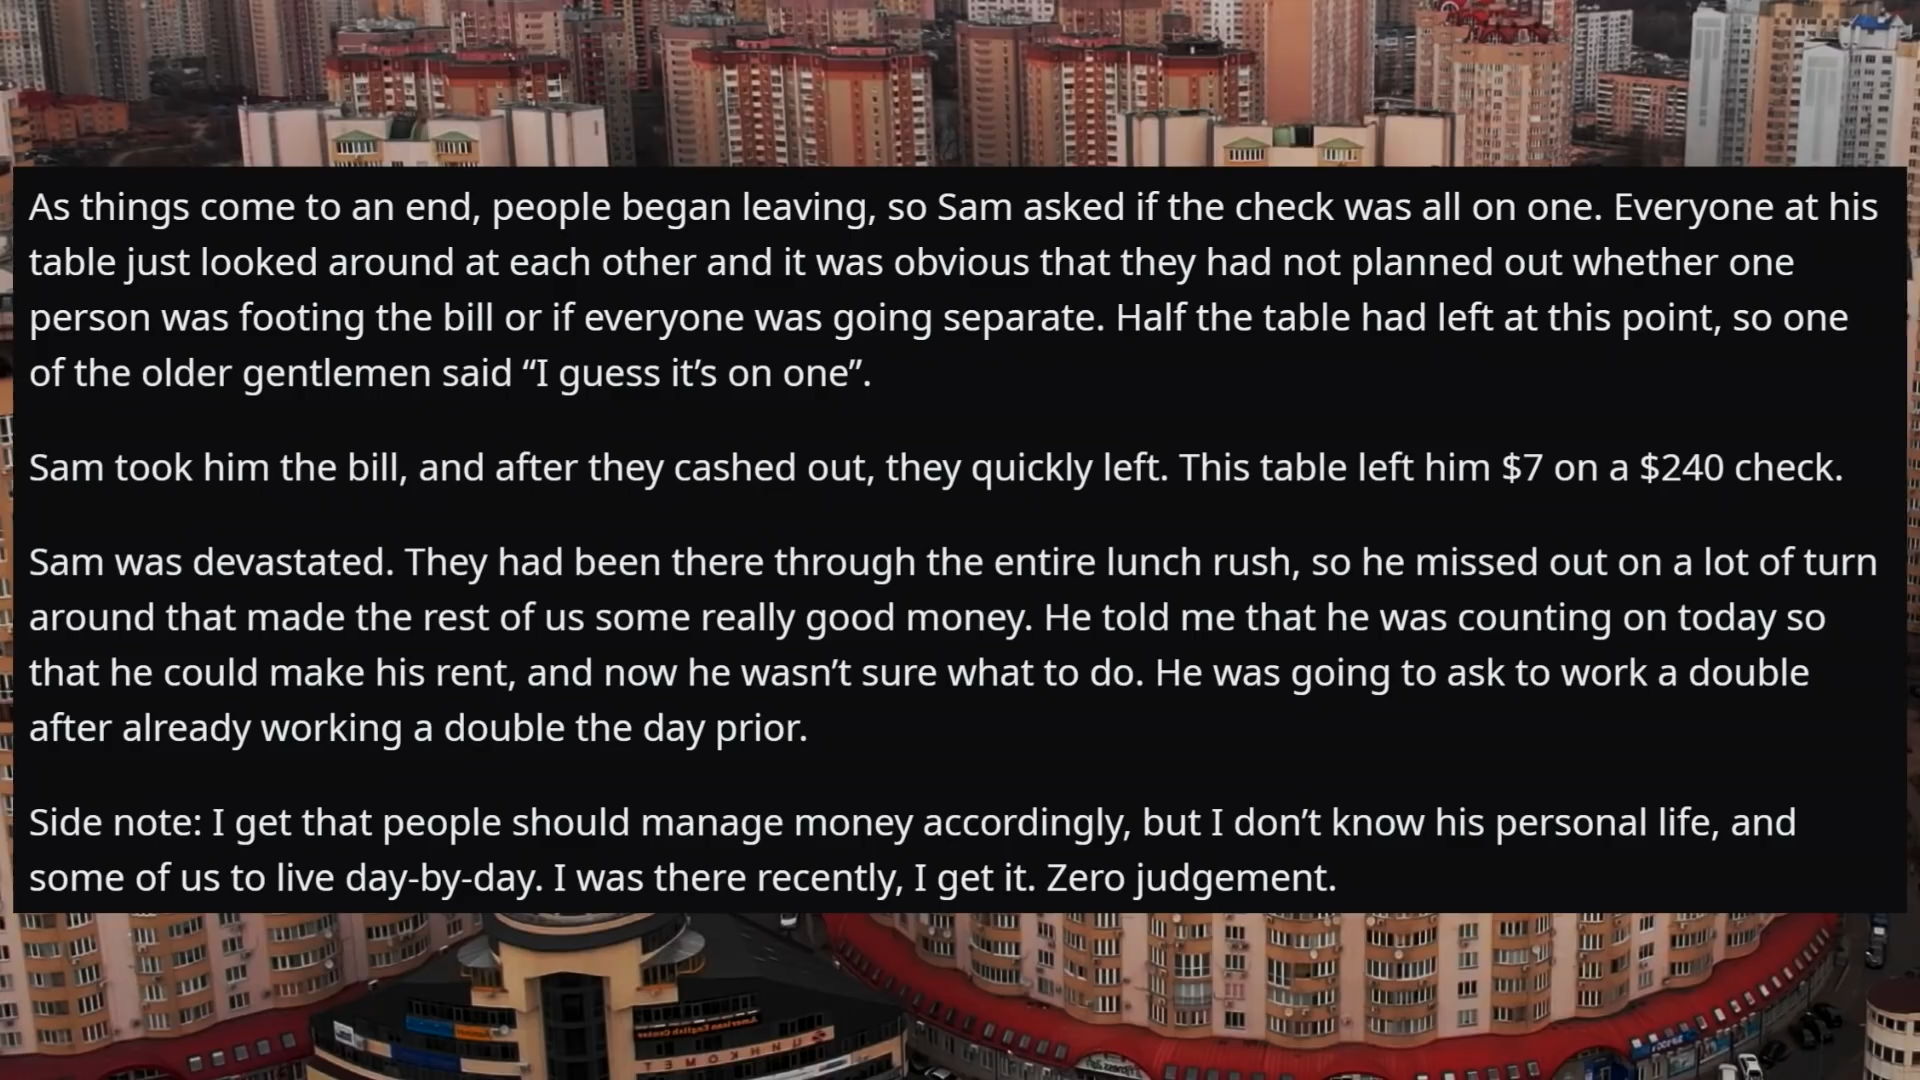 As things come to an end, people began leaving, so Sam asked if the check was all on one. Everyone at his
table just looked around at each other and it was obvious that they had not planned out whether one
person was footing the bill or if everyone was going separate. Half the table had left at this point, so one
of the older gentlemen said “I guess it’s on one”.
Sam took him the bill, and after they cashed out, they quickly left. This table left him $7 on a $240 check.
Sam was devastated. They had been there through the entire lunch rush, so he missed out on a lot of turn
around that made the rest of us some really good money. He told me that he was counting on today so
that he could make his rent, and now he wasn’t sure what to do. He was going to ask to work a double
after already working a double the day prior.
Side note: I get that people should manage money accordingly, but I don’t know his personal life, and
some of us to live day-by-day. I was there recently, I get it. Zero judgement.
American English Center